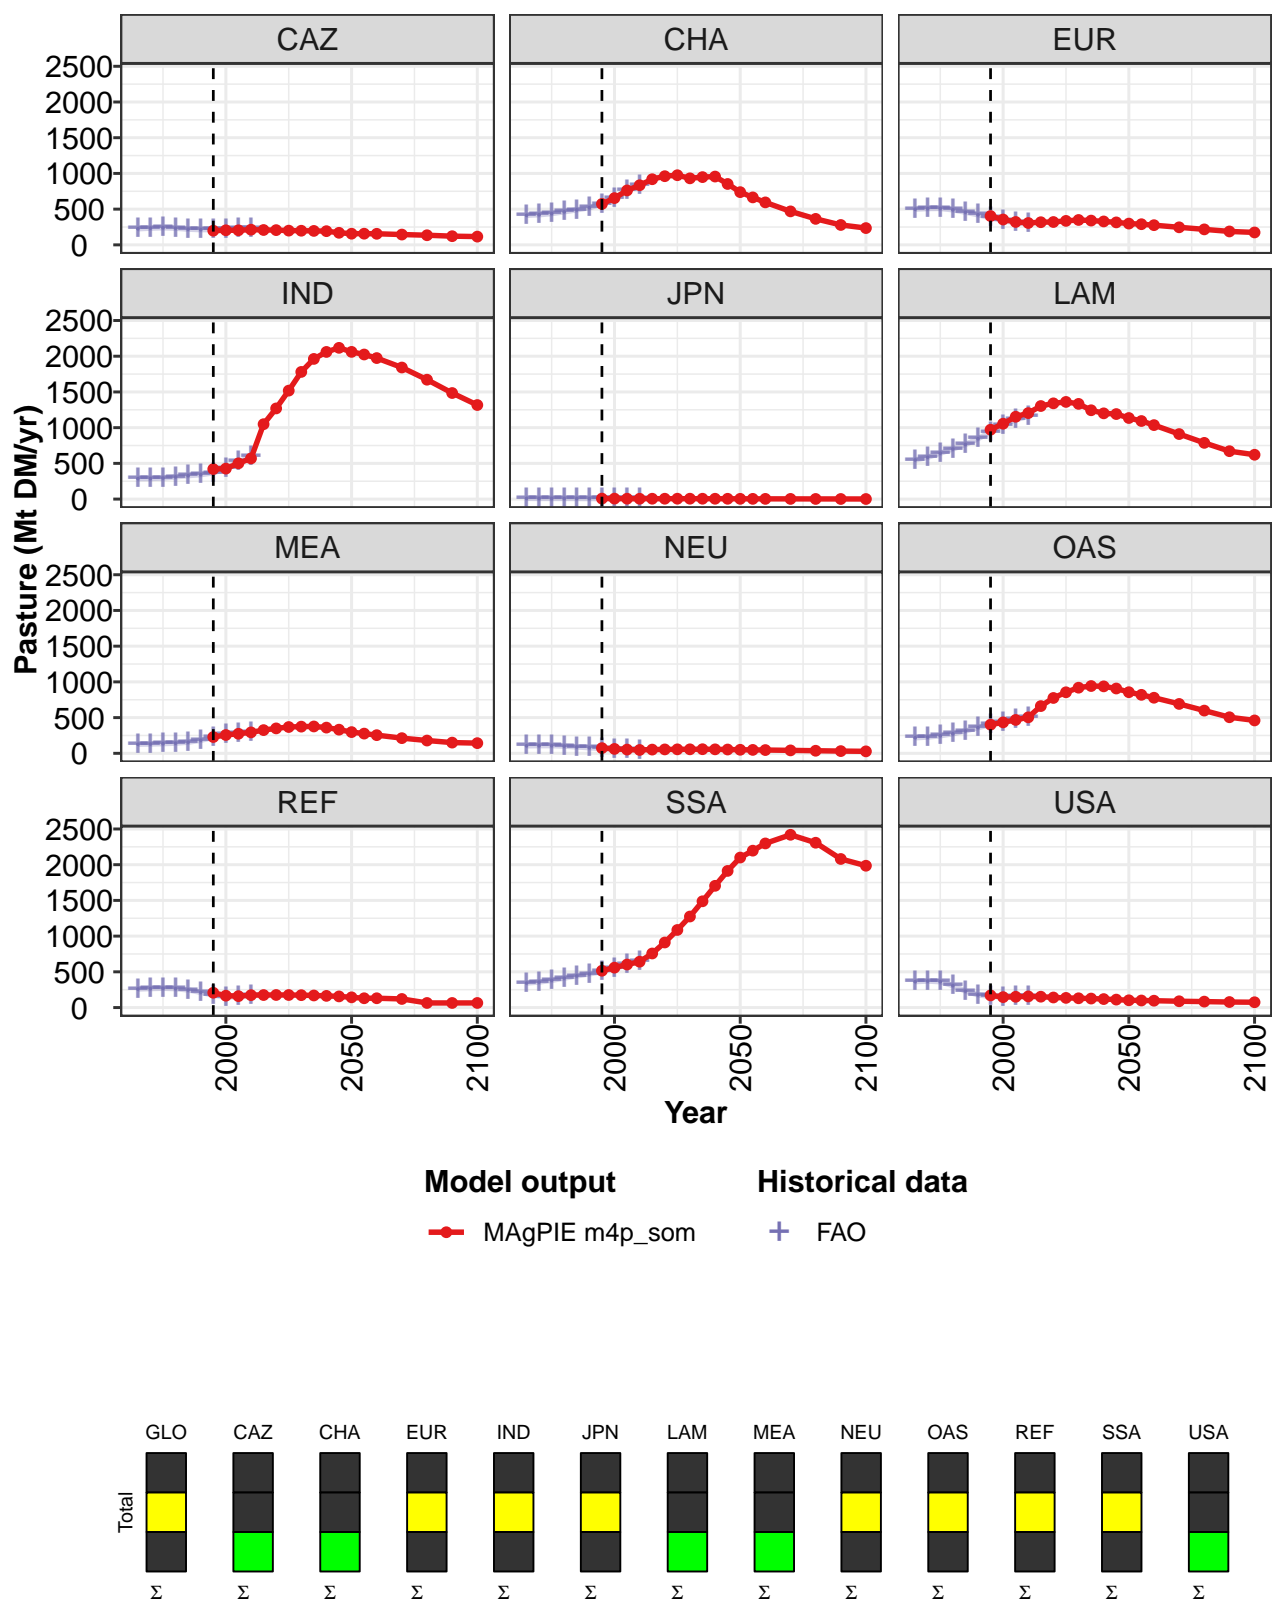 CAZ CHA EUR
2500
2000
1500
1000
500
0
IND JPN LAM
2500
2000
1500
1000
500
0
Pasture (Mt DM/yr)
MEA NEU OAS
2500
2000
1500
1000
500
0
REF SSA USA
2500
2000
1500
1000
500
0
2000 2050 2100 2000 2050 2100 2000 2050 2100
Year
Model output Historical data
MAgPIE m4p_som FAO
GLO CAZ CHA EUR IND JPN LAM MEA NEU OAS REF SSA USA
Total
Σ Σ Σ Σ Σ Σ Σ Σ Σ Σ Σ Σ Σ